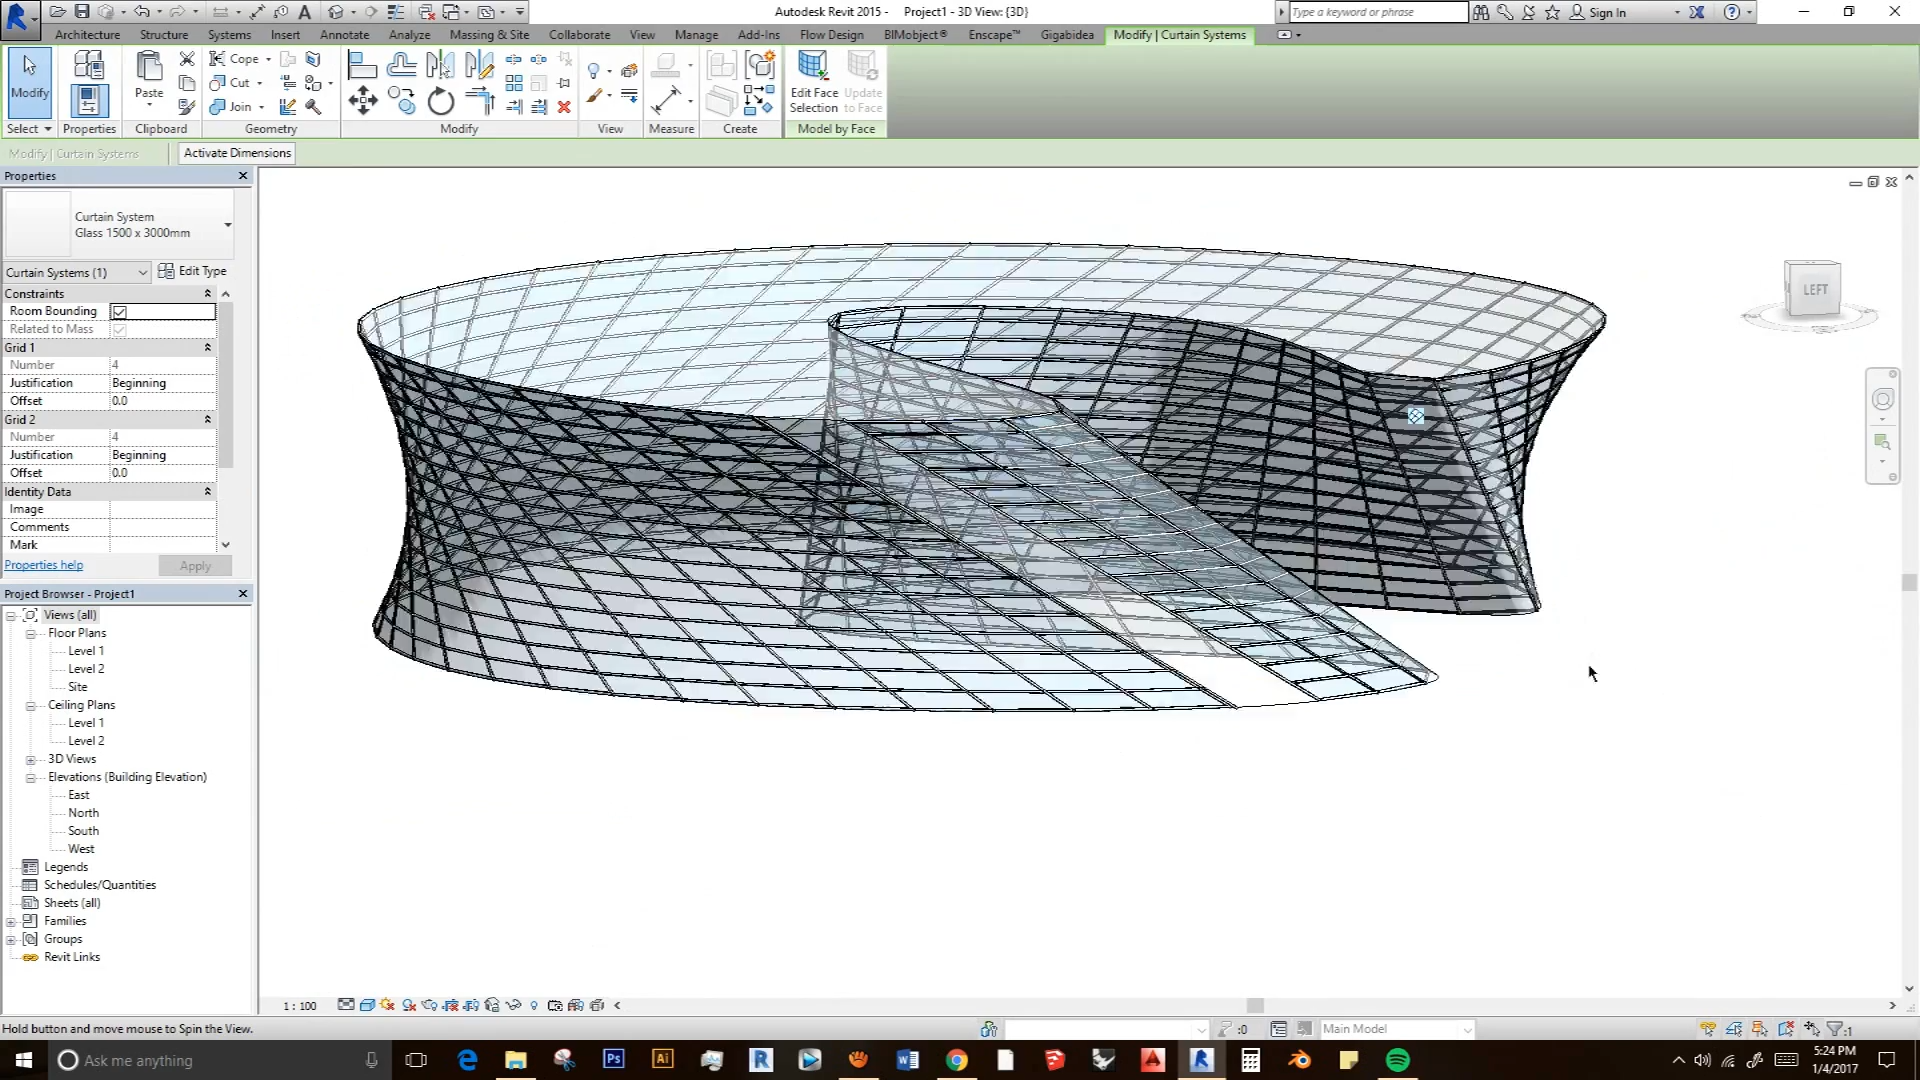 Autodesk Revit 2015 - Project1 - 3D View: {3D}
Type a keyword or phrase
Sign In
Architecture Structure Systems Insert Annotate Analyze Massing & Site Collaborate View Manage Add-Ins Flow Design BIMobject® Enscape™ Gigabidea Modify | Curtain Systems
Modify
Paste
Cope
Cut
Join
Edit Face Selection
Update to Face
Select Properties Clipboard Geometry Modify View Measure Create Model by Face
Modify | Curtain Systems
Activate Dimensions
Properties
Curtain System
Glass 1500 x 3000mm
Curtain Systems (1)
Edit Type
Constraints
Room Bounding
Related to Mass
Grid 1
Number 4
Justification Beginning
Offset 0.0
Grid 2
Number 4
Justification Beginning
Offset 0.0
Identity Data
Image
Comments
Mark
Properties help
Apply
Project Browser - Project1
Views (all)
Floor Plans
Level 1
Level 2
Site
Ceiling Plans
Level 1
Level 2
3D Views
Elevations (Building Elevation)
East
North
South
West
Legends
Schedules/Quantities
Sheets (all)
Families
Groups
Revit Links
LEFT
1 : 100
Hold button and move mouse to Spin the View.
:0
Main Model
:1
Ask me anything
Ps
Ai
5:24 PM
1/4/2017